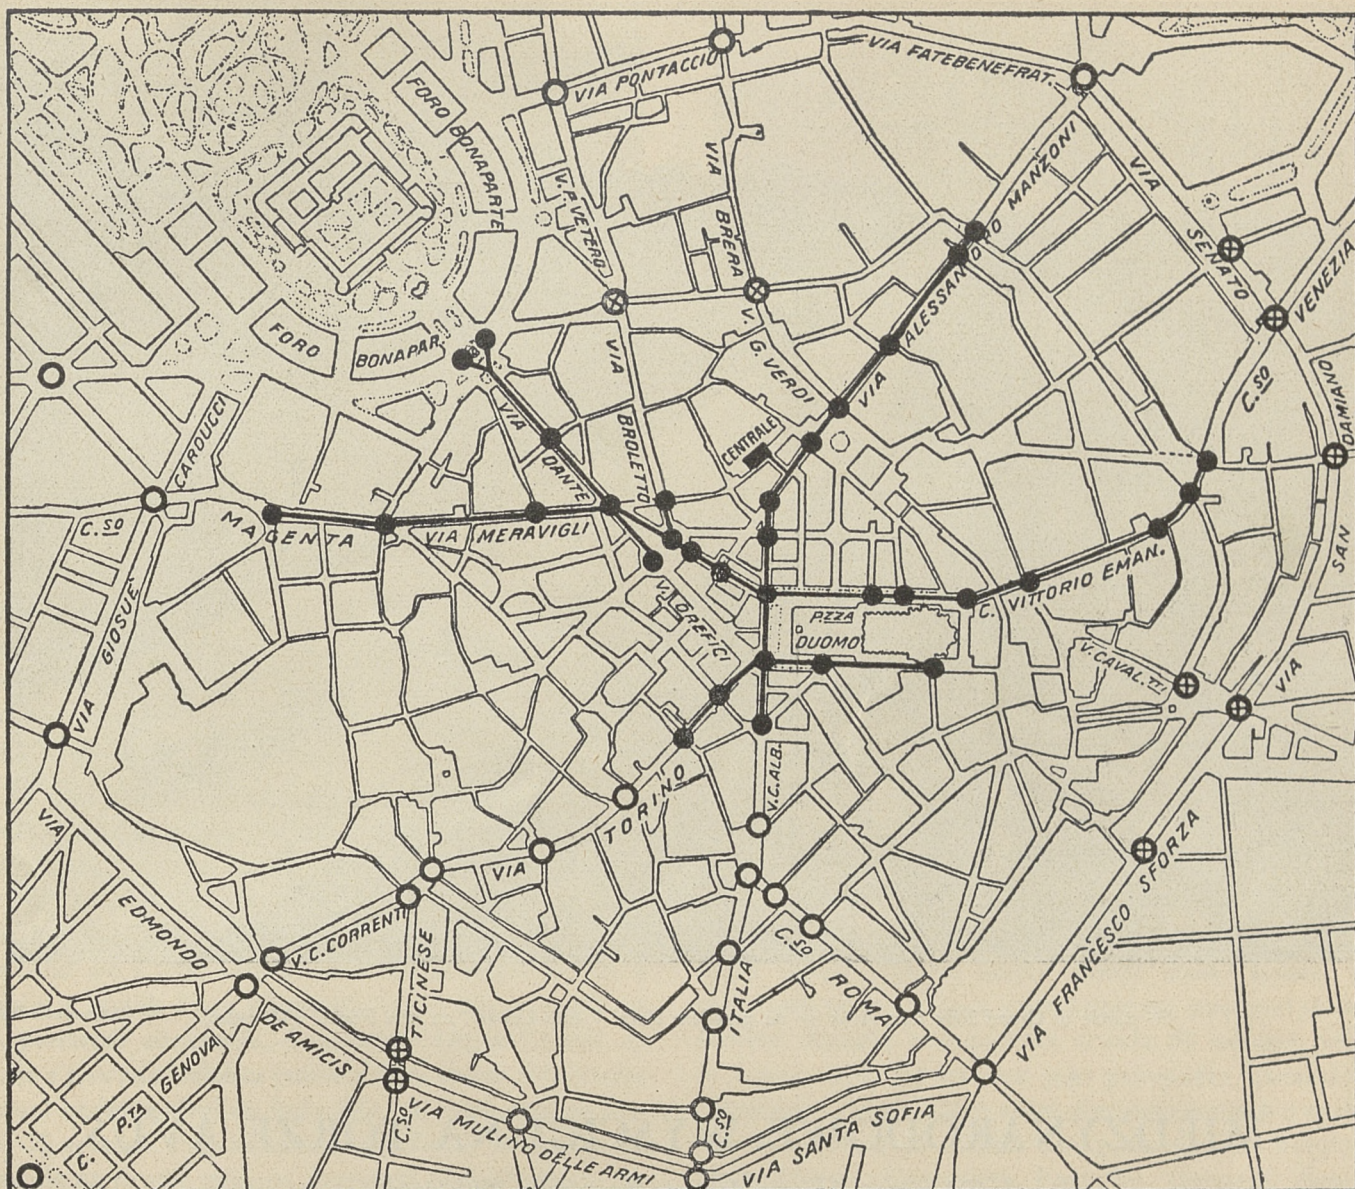 VIA PONTACCIO
VIA FATEBENEFRAT.
FORO
BONAPARTE
VIA
BRERA
V. P. VETERO
VIA ALESSANDRO MANZONI
VIA
SENATO
C.SO
VENEZIA
FORO
BONAPAR.
VIA
BROLETTO
V.
G. VERDI
CENTRALE
VIA
DANTE
CARDUCCI
C.SO
MAGENTA
VIA MERAVIGLI
VIA
SAN
DAMIANO
P.ZZA
DUOMO
C. VITTORIO EMAN.
V. OREFICI
V. CAVAL.TI
VIA
GIOSUÈ
VIA
TORINO
V.C.ALB.
VIA
EDMONDO
DE AMICIS
V. C. CORRENTI
TICINESE
C.SO
C.SO
ROMA
ITALIA
C.SO
VIA FRANCESCO SFORZA
GENOVA
P.TA
C.
VIA MULINO DELLE ARMI
VIA SANTA SOFIA